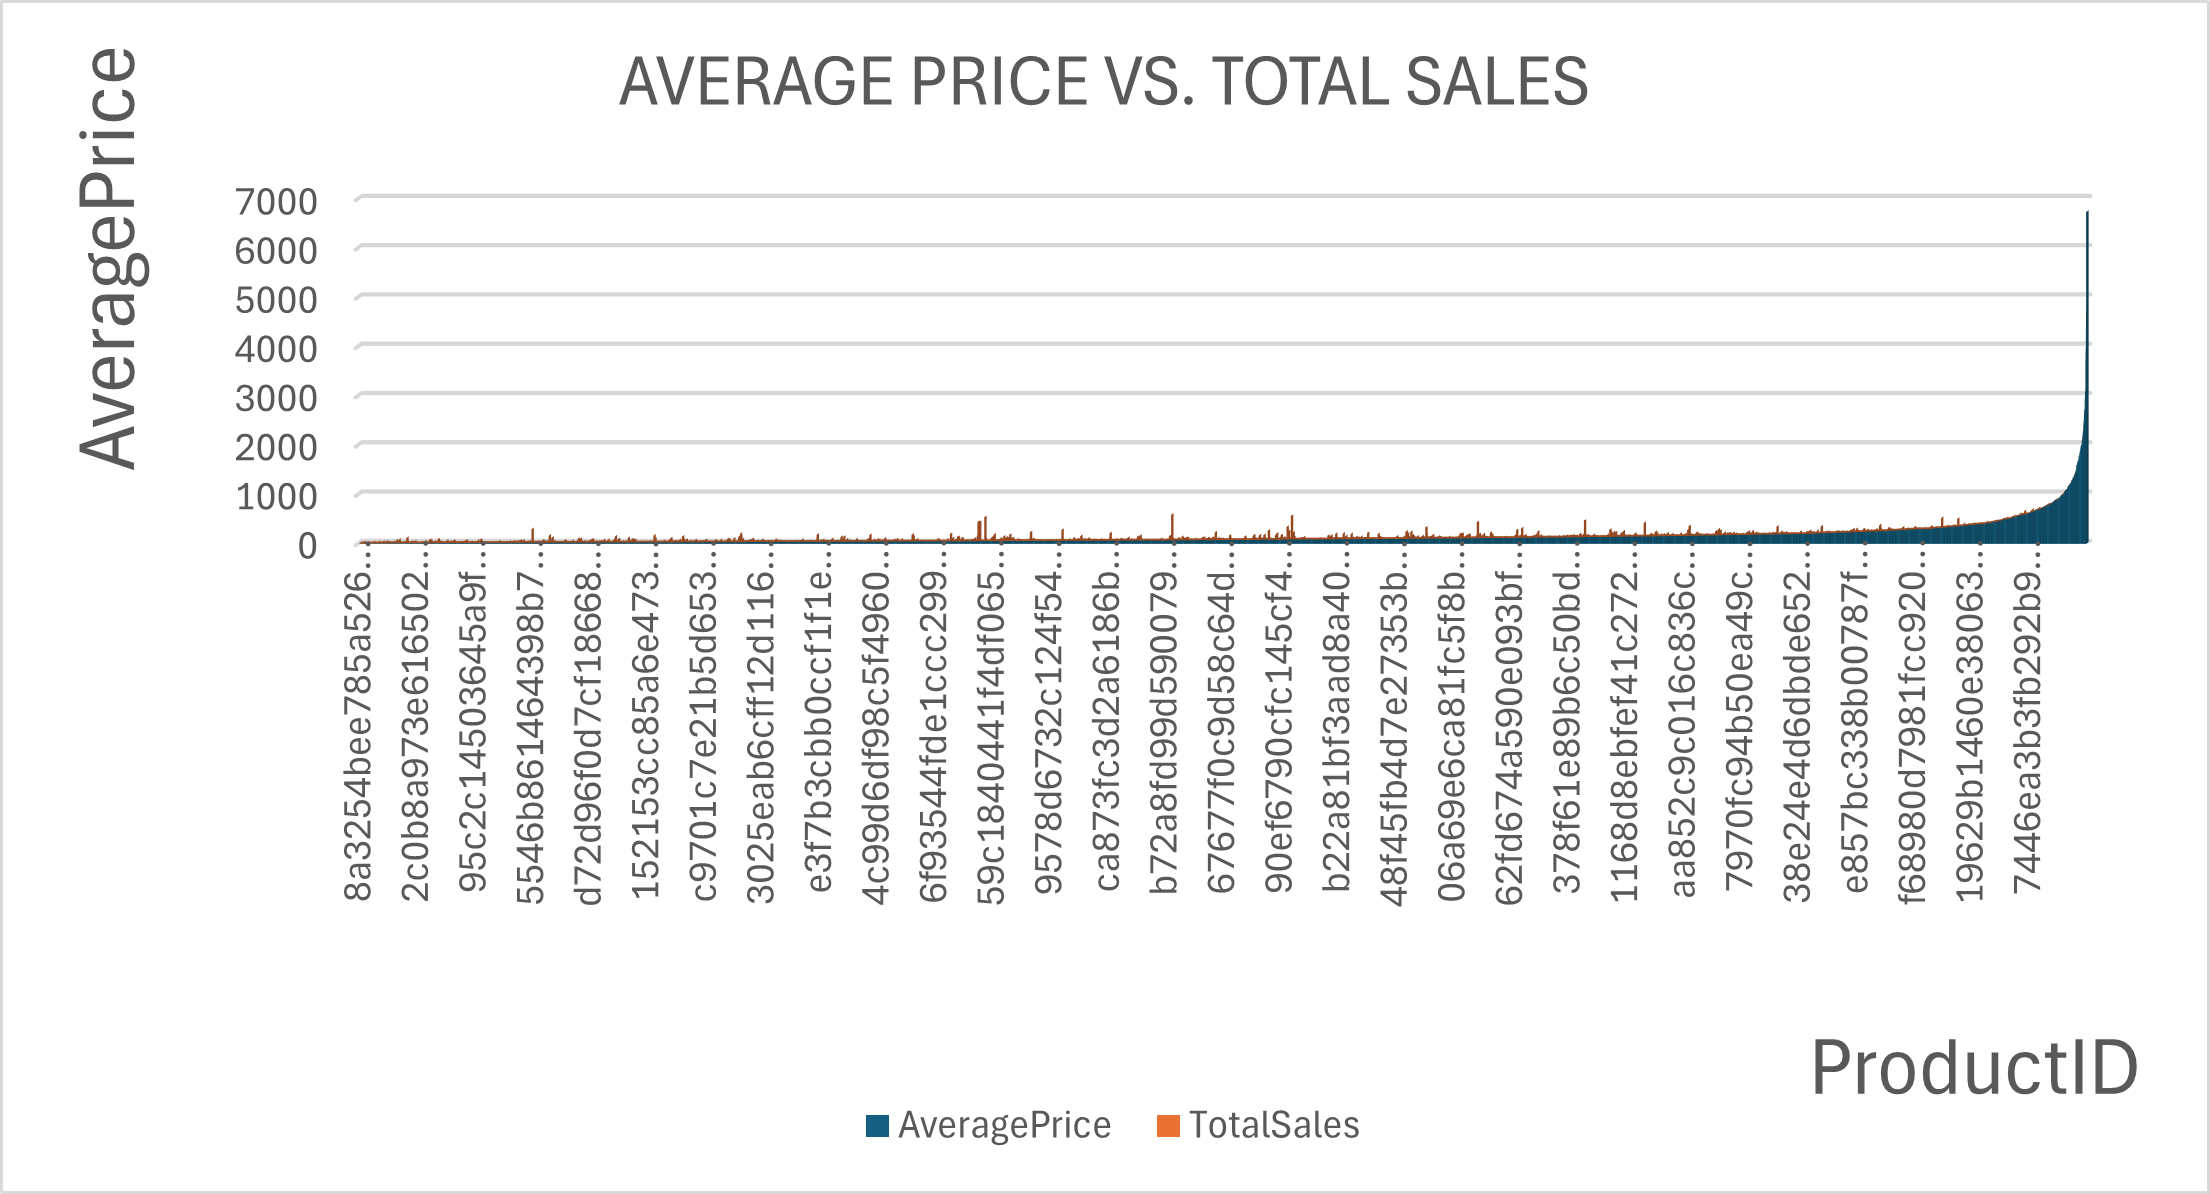 AVERAGE PRICE VS. TOTAL SALES
AveragePrice
7000
6000
5000
4000
3000
2000
1000
0
8a3254bee785a526…
2c0b8a973e616502…
95c2c14503645a9f…
5546b861464398b7…
d72d96f0d7cf18668…
152153cc85a6e473…
c9701c7e21b5d653…
3025eab6cff12d116…
e3f7b3cbb0ccf1f1e…
4c99d6df98c5f4960…
6f93544fde1ccc299…
59c1840441f4df065…
9578d6732c124f54…
ca873fc3d2a6186b…
b72a8fd99d590079…
67677f0c9d58c64d…
90ef6790cfc145cf4…
b22a81bf3aad8a40…
48f45fb4d7e27353b…
06a69e6ca81fc5f8b…
62fd674a590e093bf…
378f61e89b6c50bd…
1168d8ebfef41c272…
aa852c9c016c836c…
7970fc94b50ea49c…
38e24e4d6dbde652…
e857bc338b00787f…
f68980d7981fcc920…
19629b1460e38063…
7446ea3b3fb292b9…
ProductID
AveragePrice
TotalSales